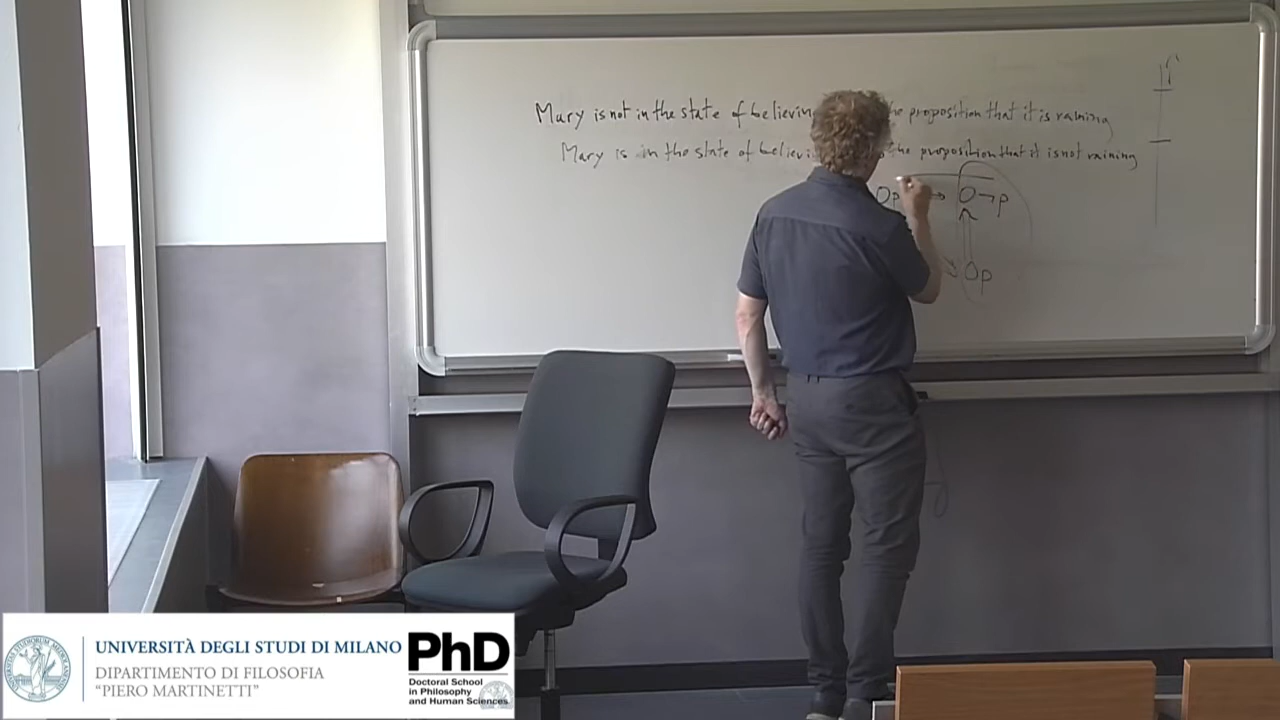 Mary is not in the state of believin the proposition that it is raining
Mary is in the state of believi the proposition that it is not raining
Op → O¬p
Op
UNIVERSITÀ DEGLI STUDI DI MILANO
DIPARTIMENTO DI FILOSOFIA
"PIERO MARTINETTI"
PhD
Doctoral School
in Philosophy
and Human Sciences